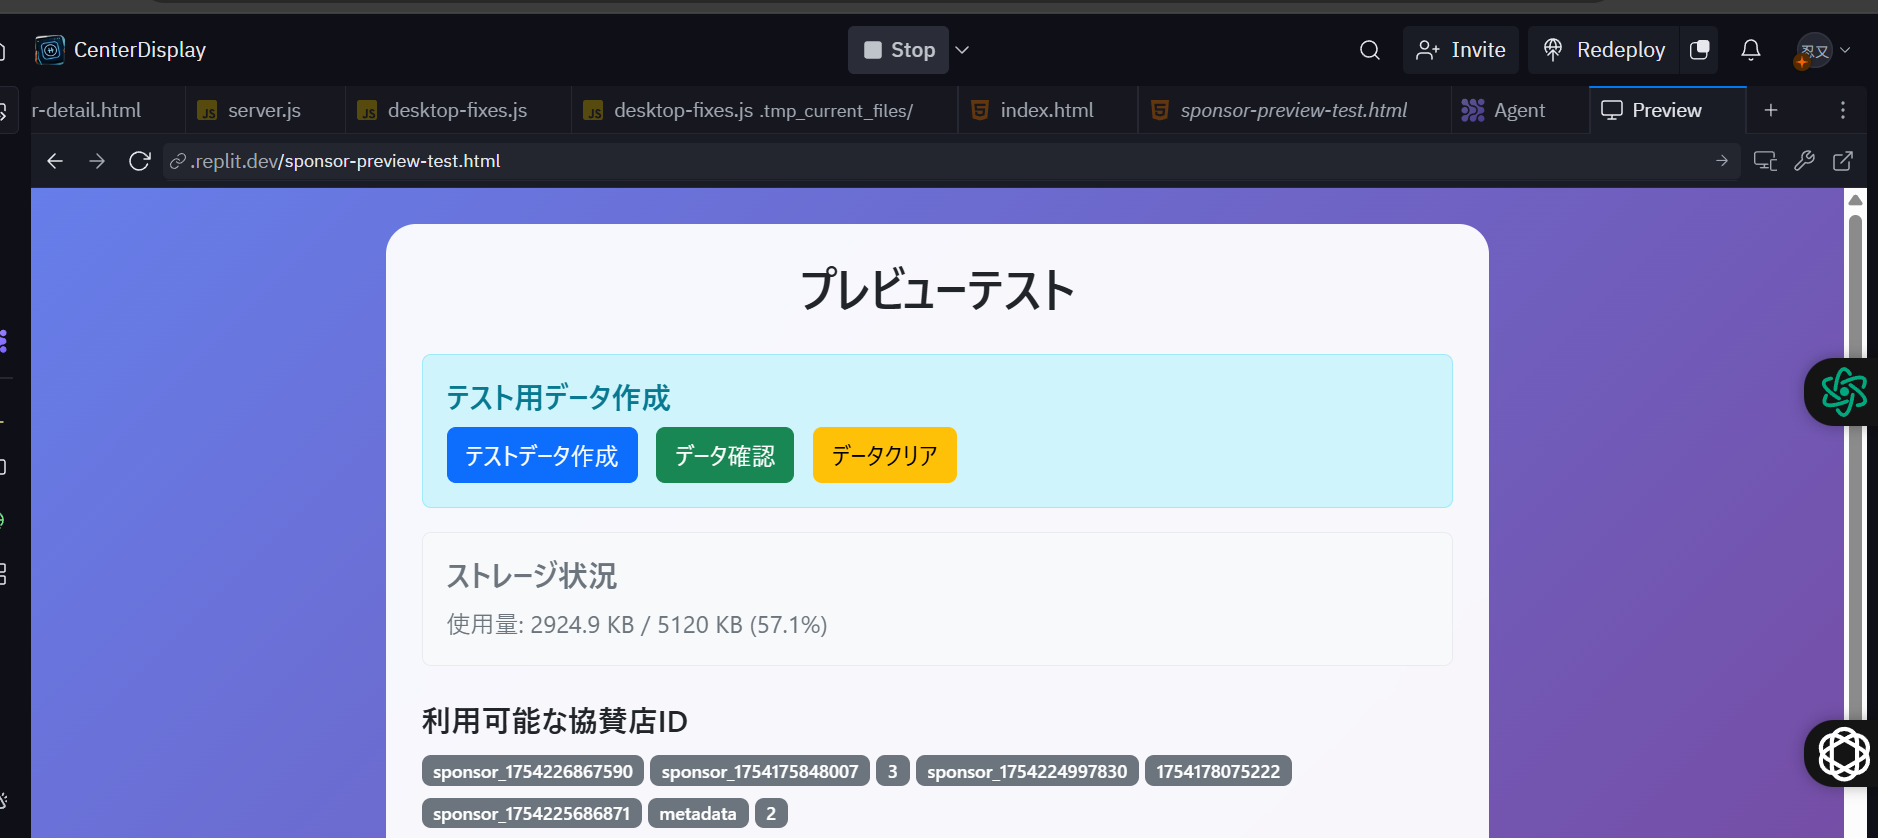 CenterDisplay
Stop
Invite
Redeploy
忍又
r-detail.html
JS server.js
JS desktop-fixes.js
JS desktop-fixes.js .tmp_current_files/
index.html
sponsor-preview-test.html
Agent
Preview
.replit.dev/sponsor-preview-test.html
プレビューテスト
テスト用データ作成
テストデータ作成
データ確認
データクリア
ストレージ状況
使用量: 2924.9 KB / 5120 KB (57.1%)
利用可能な協賛店ID
sponsor_1754226867590 sponsor_1754175848007 3 sponsor_1754224997830 1754178075222
sponsor_1754225686871 metadata 2